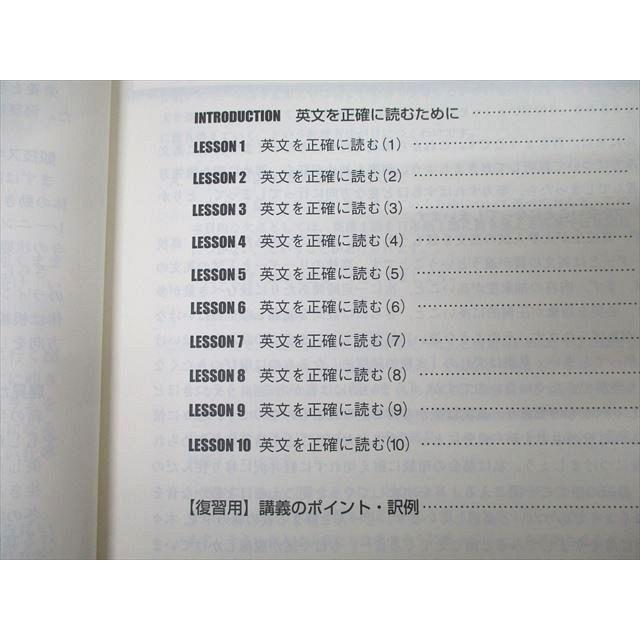 INTRODUCTION 英文を正確に読むために
LESSON 1 英文を正確に読む(1)
LESSON 2 英文を正確に読む(2)
LESSON 3 英文を正確に読む(3)
LESSON 4 英文を正確に読む(4)
LESSON 5 英文を正確に読む(5)
LESSON 6 英文を正確に読む(6)
LESSON 7 英文を正確に読む(7)
LESSON 8 英文を正確に読む(8)
LESSON 9 英文を正確に読む(9)
LESSON 10 英文を正確に読む(10)
【復習用】講義のポイント・訳例